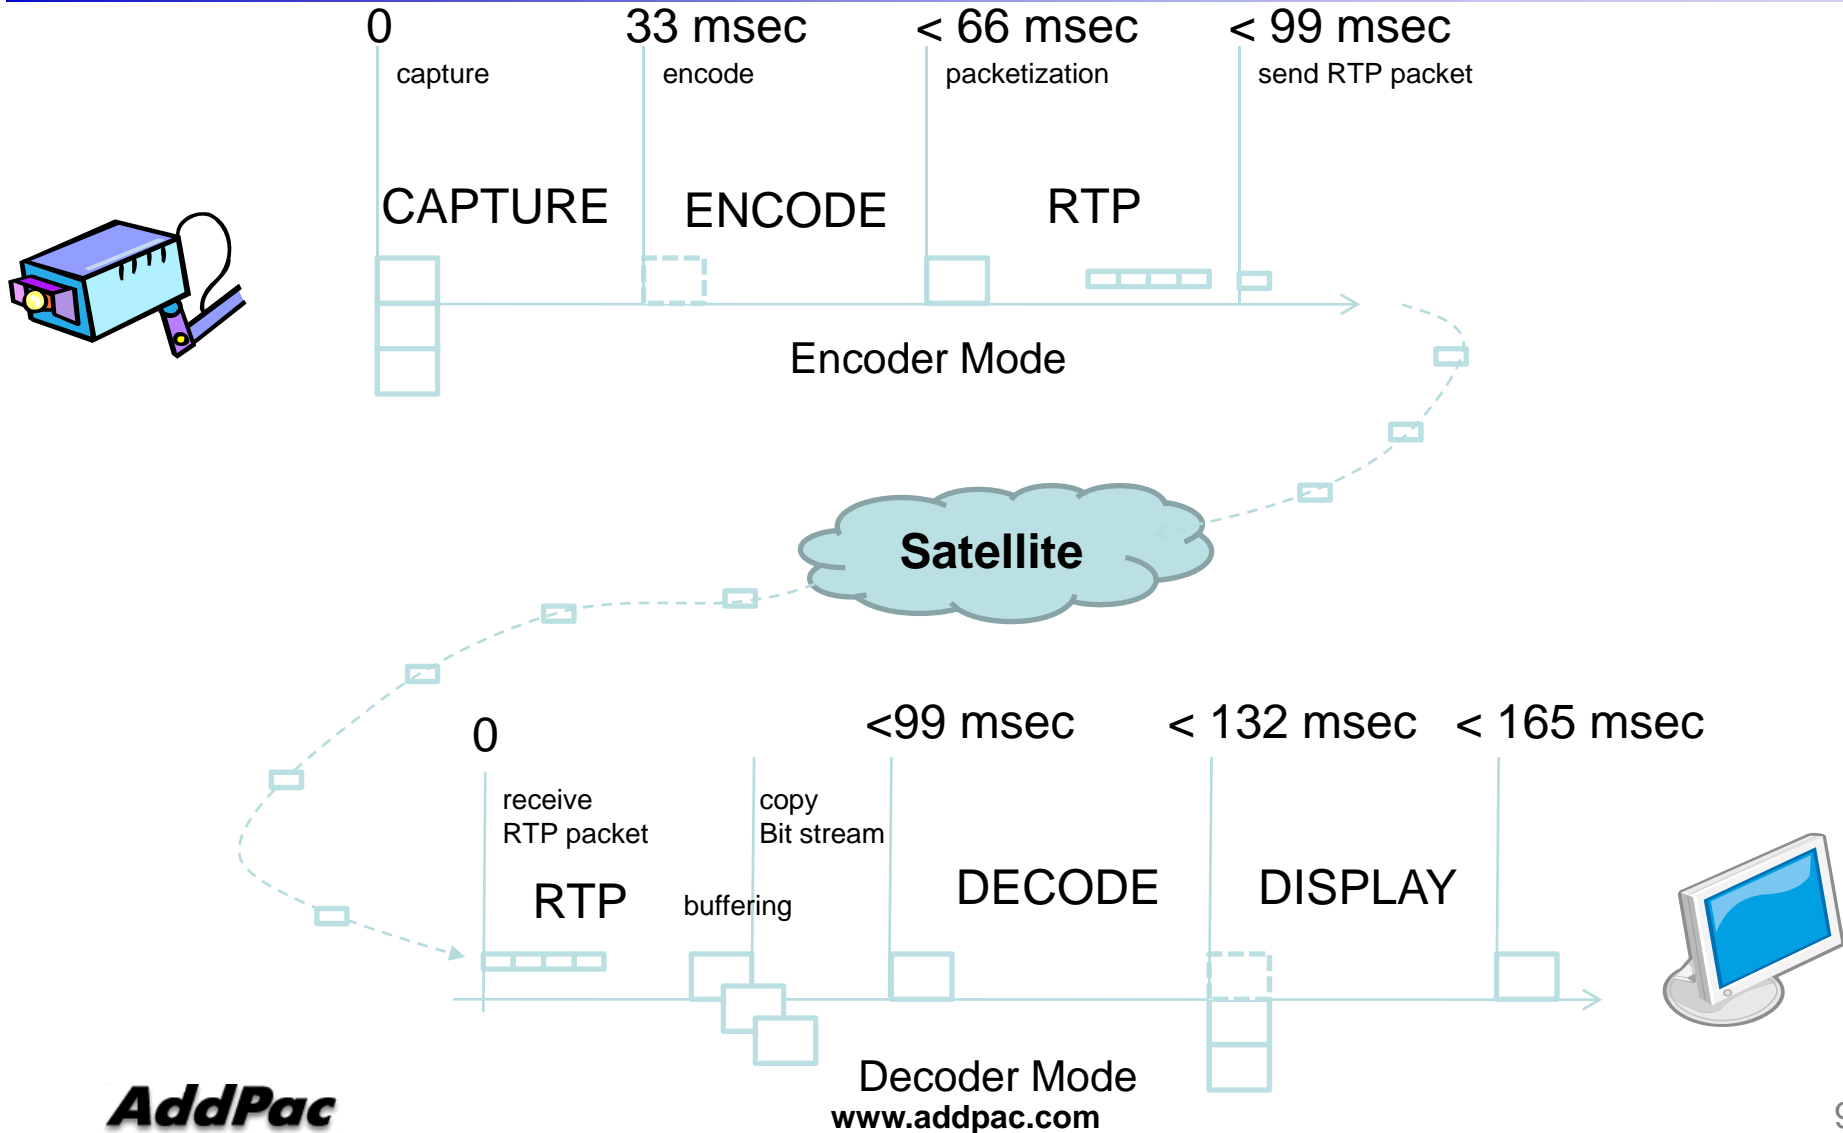 0 33 msec < 66 msec < 99 msec
capture encode packetization send RTP packet
CAPTURE ENCODE RTP
Encoder Mode
Satellite
0 <99 msec < 132 msec < 165 msec
receive
RTP packet
copy
Bit stream
RTP buffering DECODE DISPLAY
Decoder Mode
AddPac
www.addpac.com